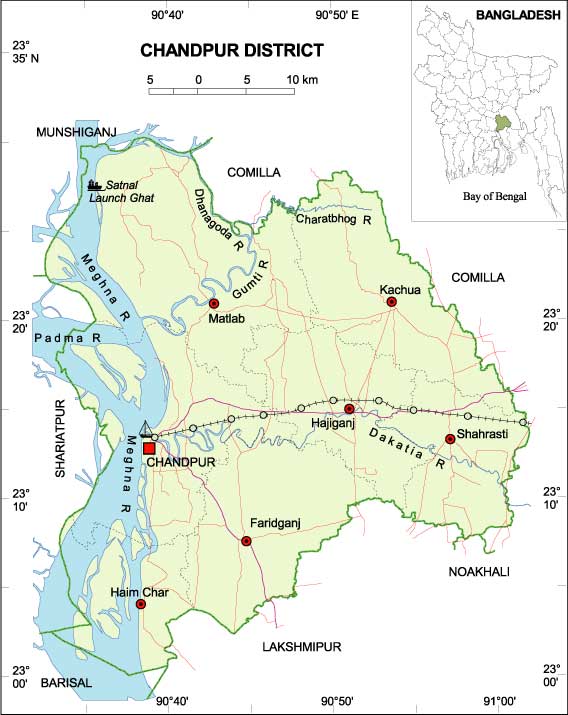 90°40' 90°50' E
BANGLADESH
23°
35' N
CHANDPUR DISTRICT
5 0 5 10 km
MUNSHIGANJ
COMILLA
Satnal
Launch Ghat
Dhanagoda R
Charatbhog R
Bay of Bengal
Meghna R
Gumti R
COMILLA
Kachua
Matlab
23°
20'
23°
20'
Padma R
SHARIATPUR
Hajiganj
Dakatia R
Shahrasti
CHANDPUR
Meghna R
23°
10'
23°
10'
Faridganj
NOAKHALI
Haim Char
LAKSHMIPUR
23°
00'
23°
00'
BARISAL
90°40' 90°50' 91°00'